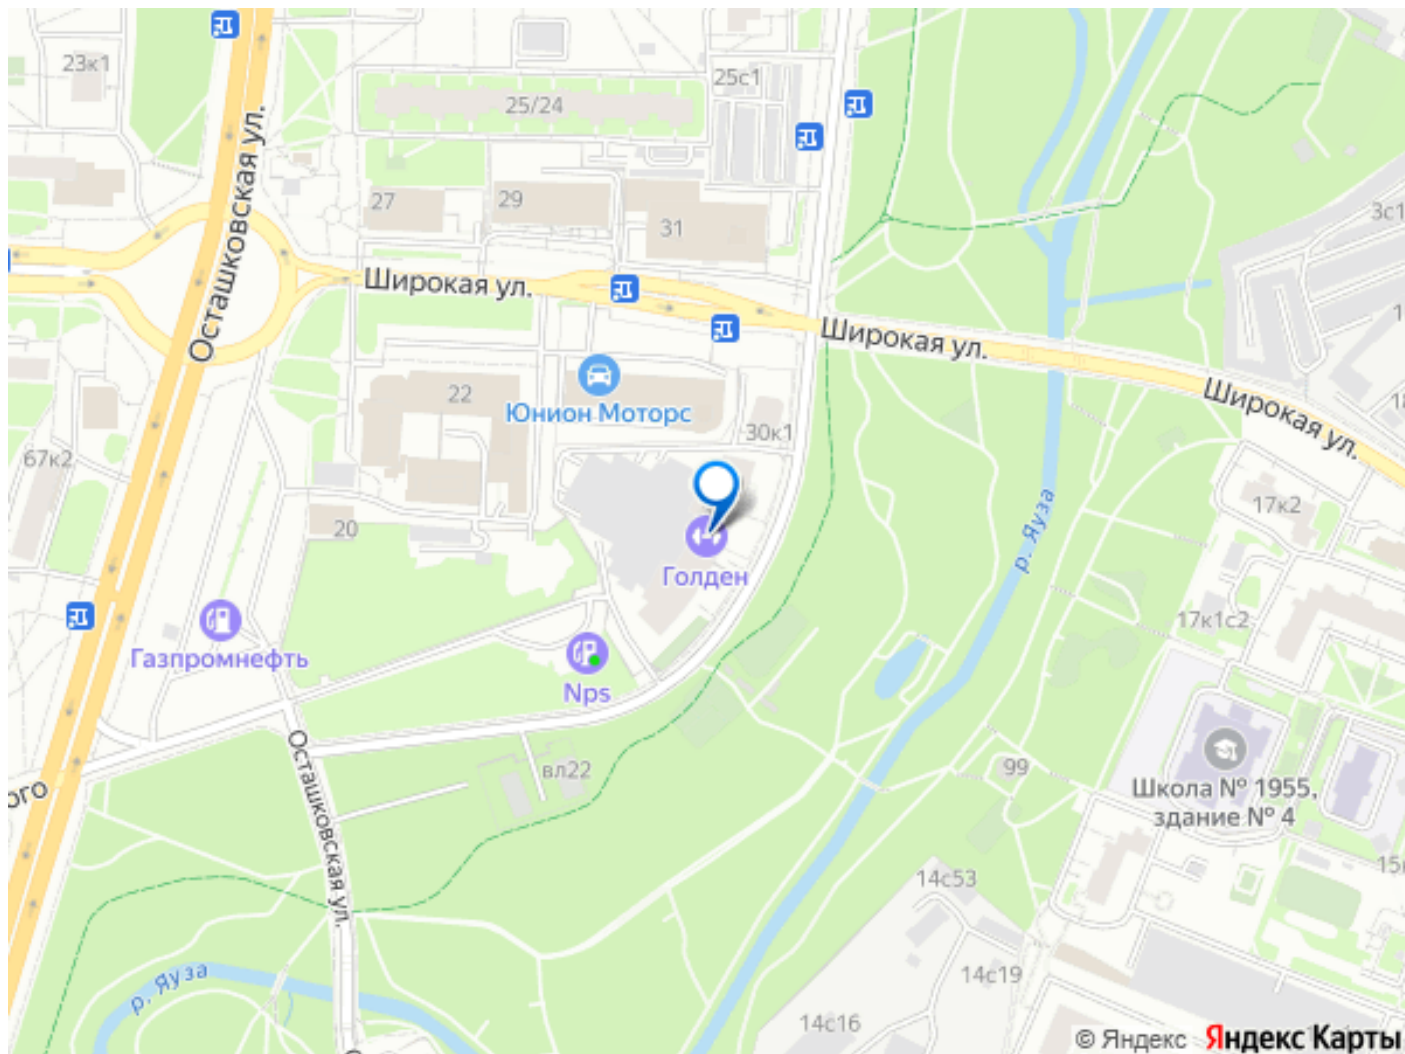 23к1
25с1
25/24
Осташковская ул.
27
29
31
3с1
Широкая ул.
Широкая ул.
Широкая ул.
22
Юнион Моторс
30к1
67к2
20
17к2
р. Яуза
Голден
17к1с2
Газпромнефть
Nps
Осташковская ул.
вл22
99
Школа № 1955,
здание № 4
ого
14с53
14с19
р. Яуза
14с16
© Яндекс Яндекс Карты